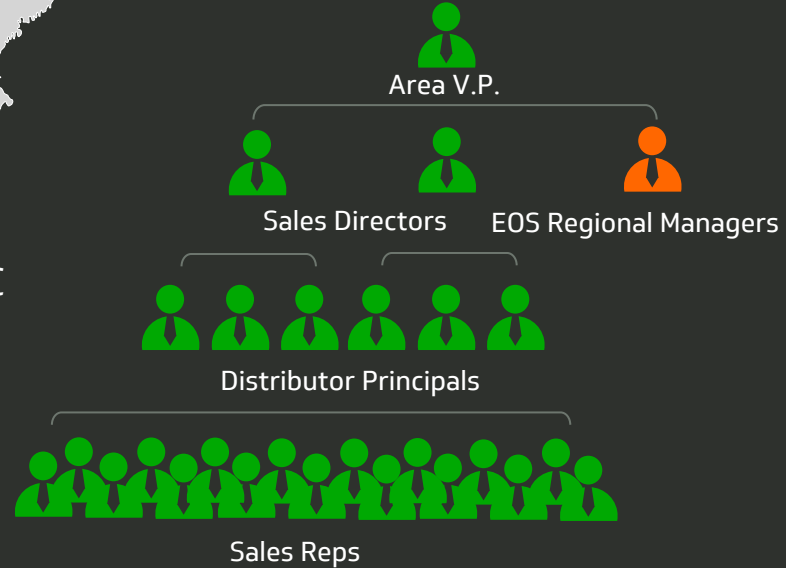 Area V.P.
Sales Directors
EOS Regional Managers
Distributor Principals
Sales Reps